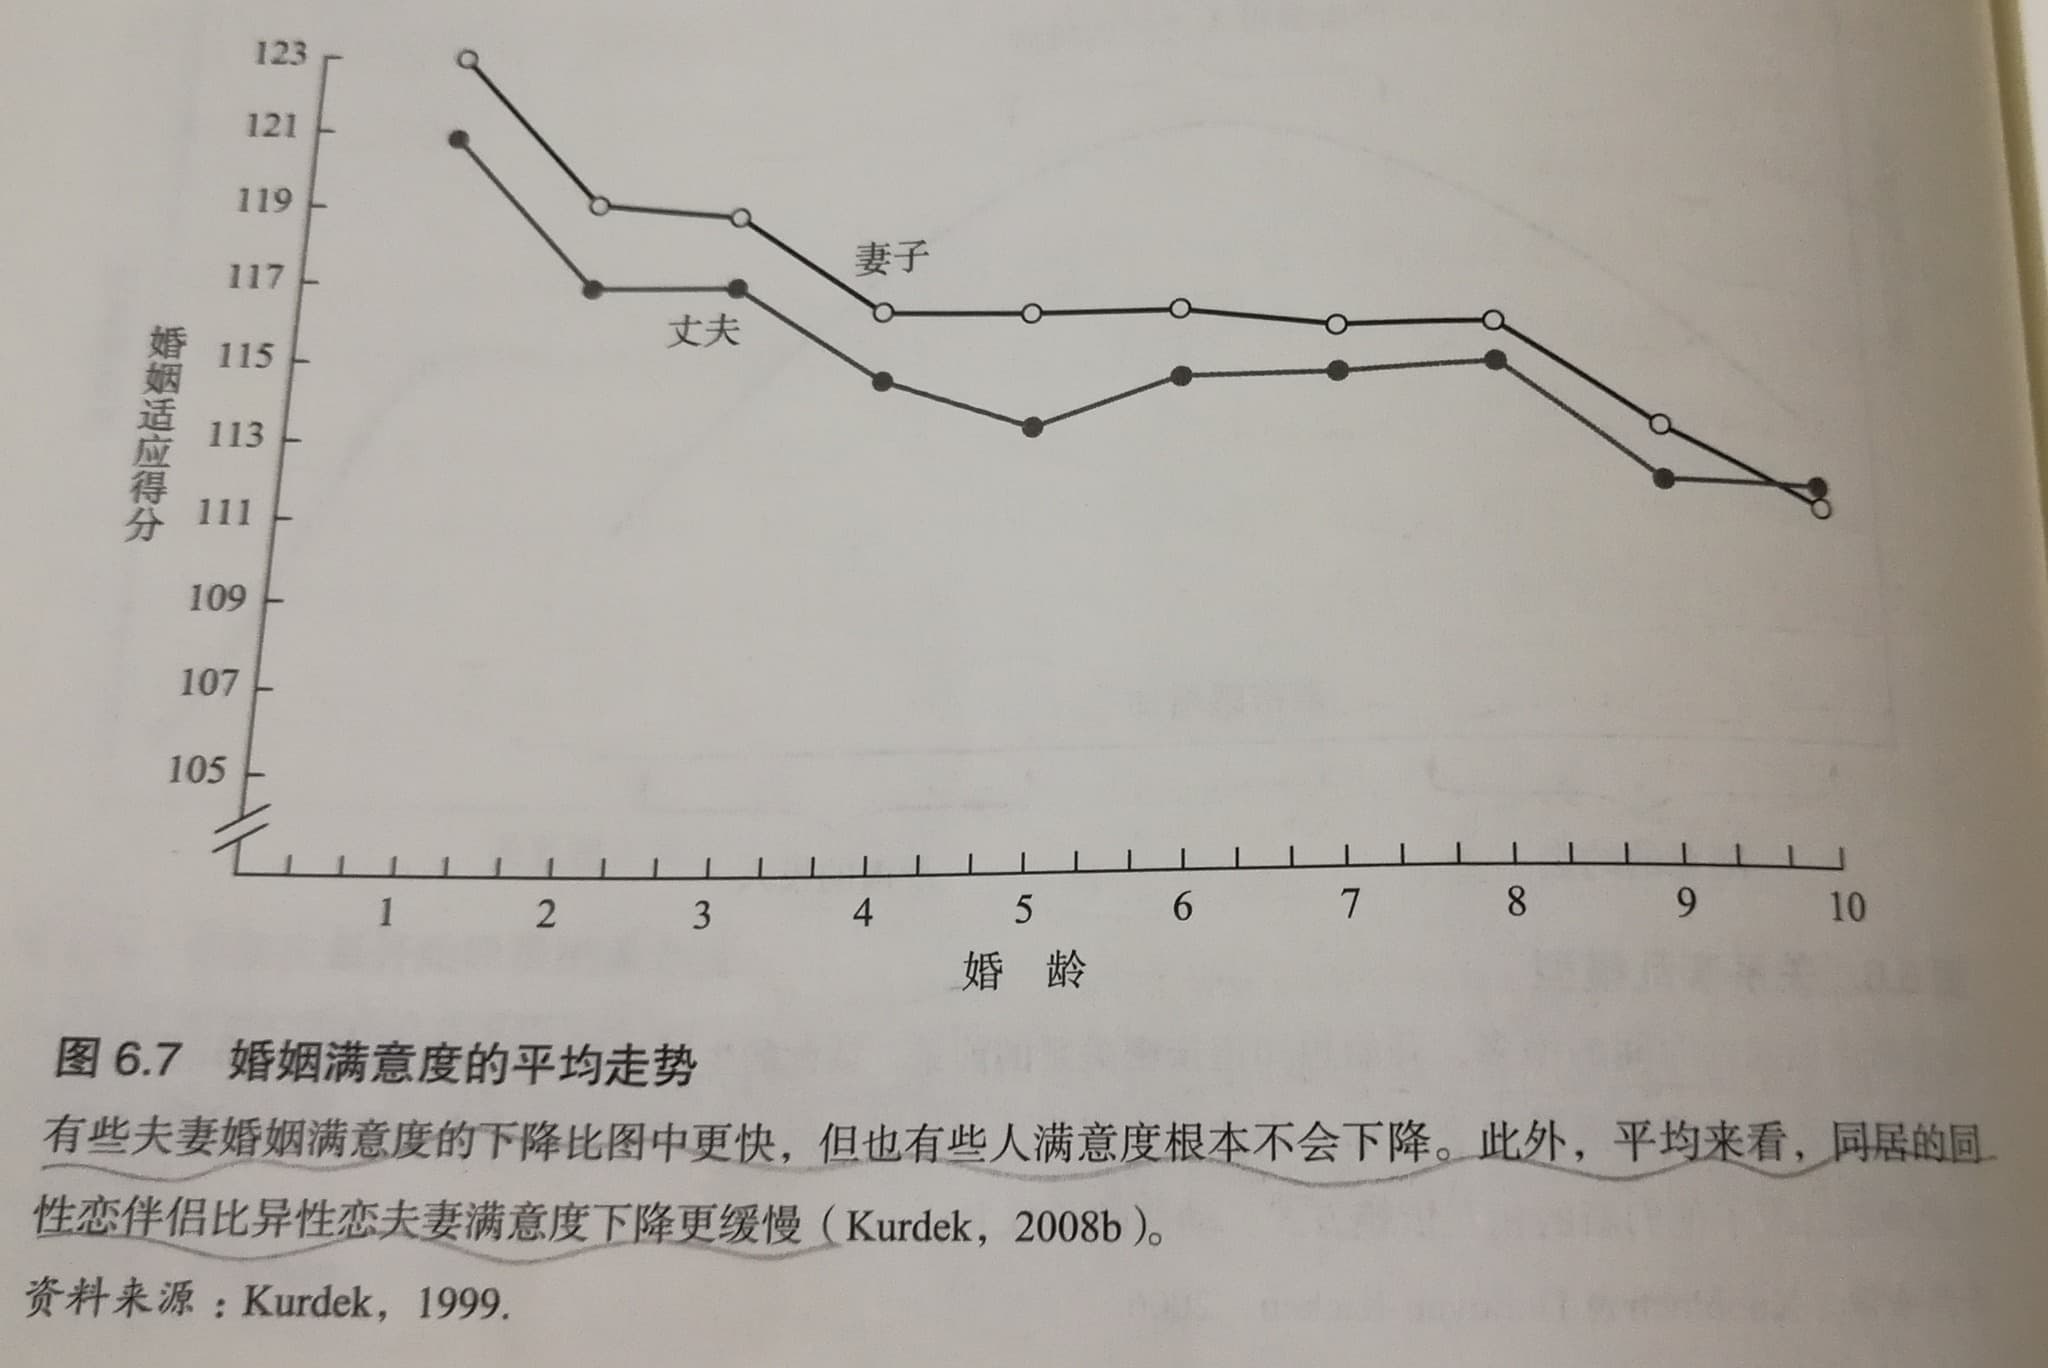 123
121
119
117
115
113
111
109
107
105
婚姻适应得分
妻子
丈夫
1 2 3 4 5 6 7 8 9 10
婚 龄
图 6.7 婚姻满意度的平均走势
有些夫妻婚姻满意度的下降比图中更快，但也有些人满意度根本不会下降。此外，平均来看，同居的同
性恋伴侣比异性恋夫妻满意度下降更缓慢（Kurdek，2008b）。
资料来源：Kurdek，1999.